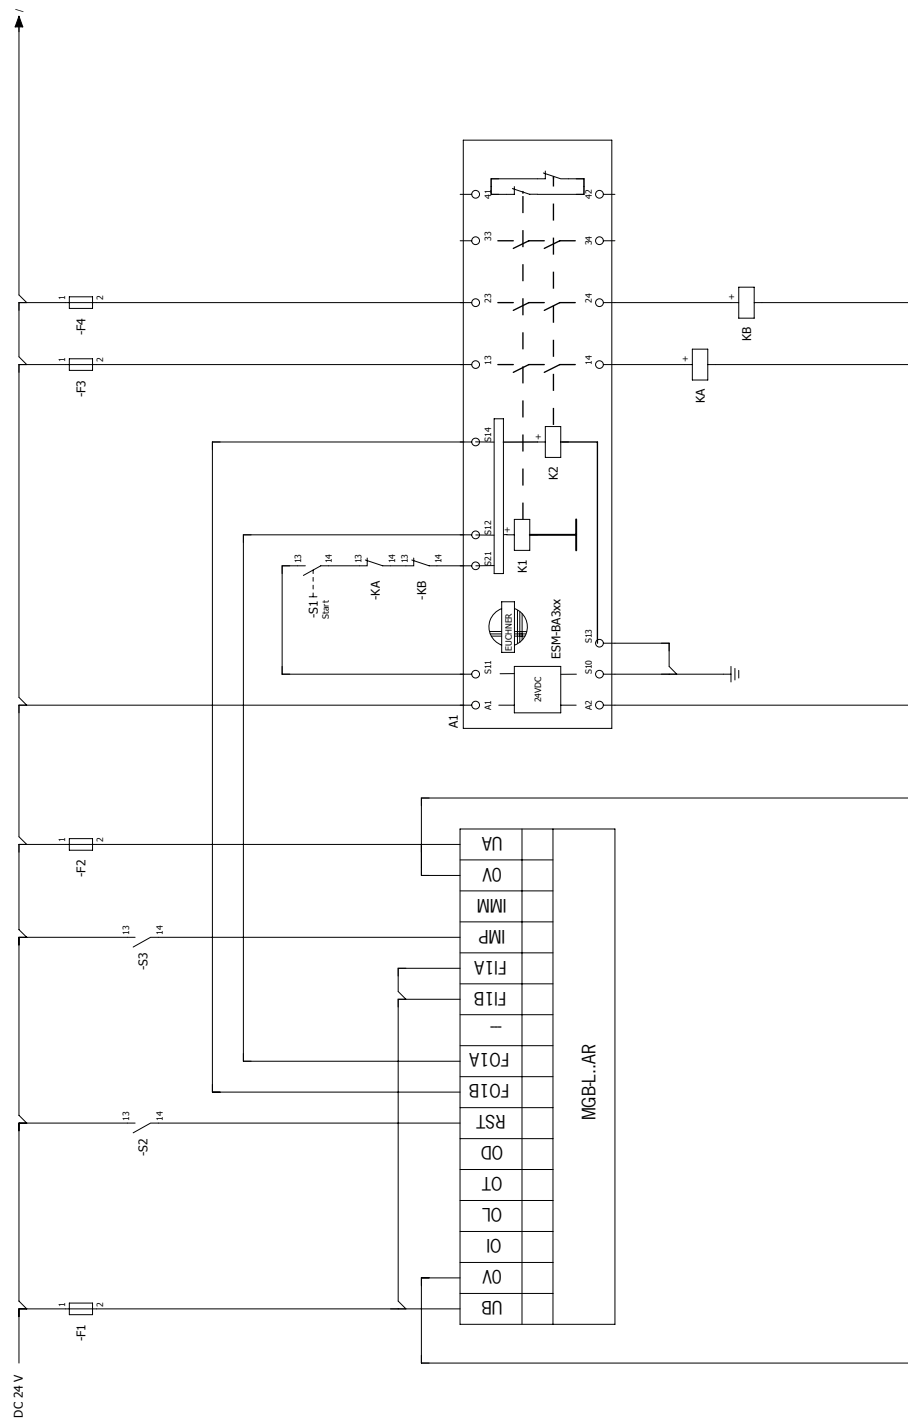 DC 24 V
/
-F1
1
2
-S2
13
14
-S3
13
14
-F2
1
2
-F3
1
2
-F4
1
2
UB
0V
OI
OL
OT
OD
RST
FO1B
FO1A
–
FI1B
FI1A
IMP
IMM
0V
UA
MGB-L..AR
A1
A1
S11
S21
S12
S14
13
23
33
41
A2
S10
S13
14
24
34
42
24VDC
EUCHNER
ESM-BA3xx
K1
+
K2
+
-S1
Start
13
14
-KA
13
14
-KB
13
14
KA
+
KB
+